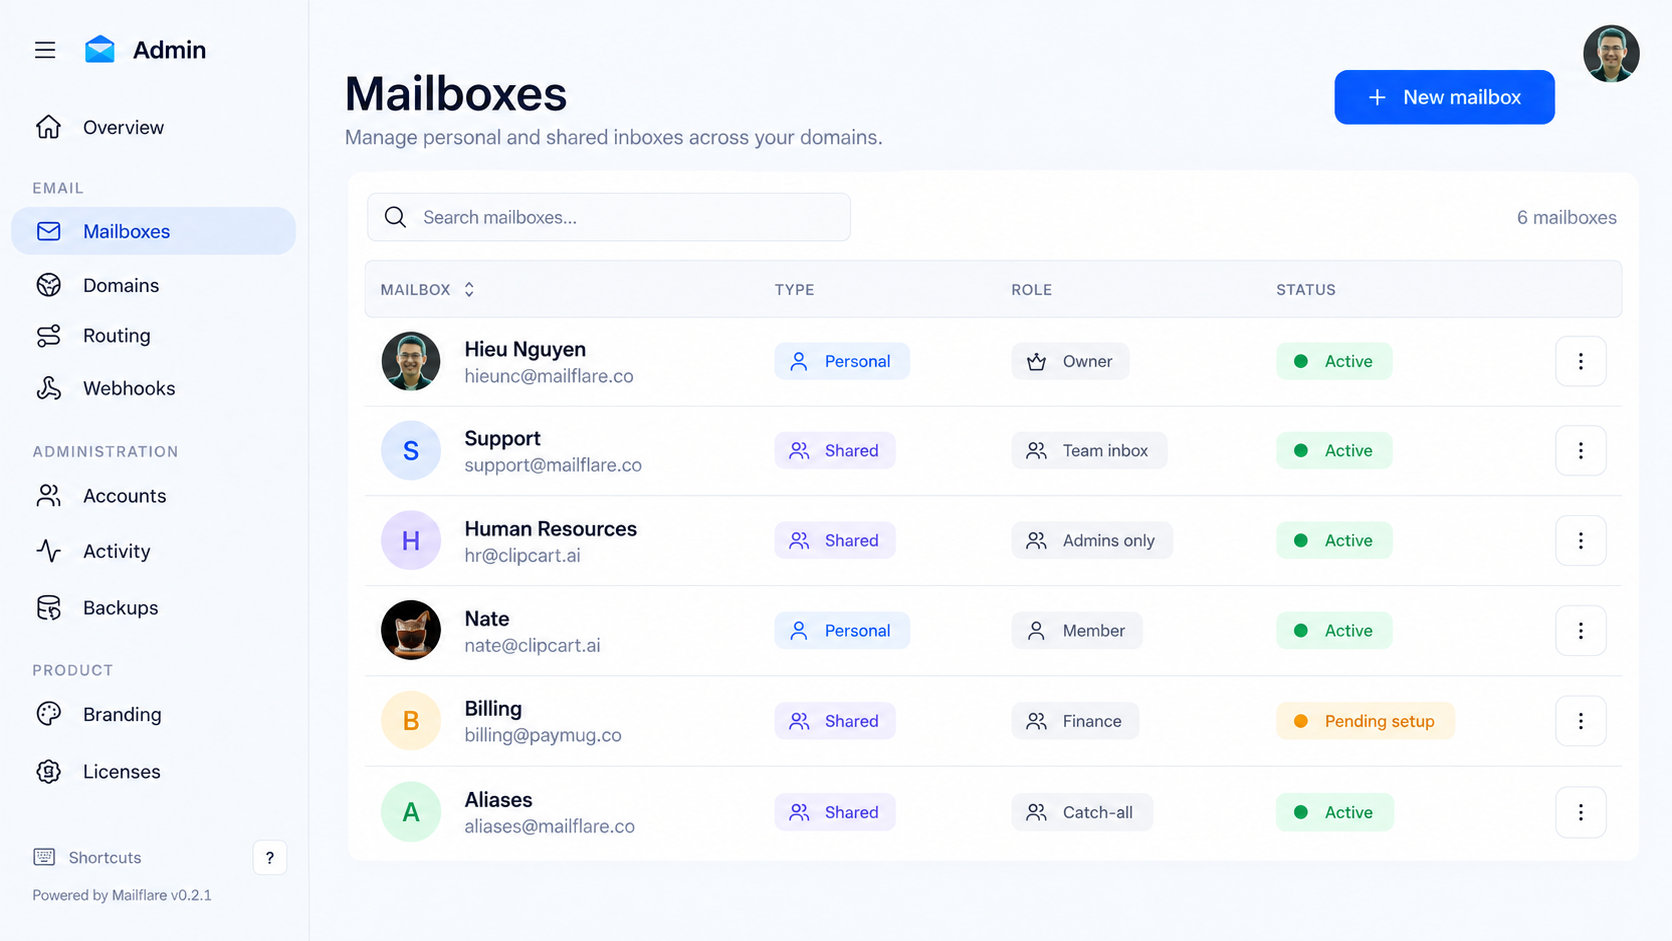 Admin
Overview
EMAIL
Mailboxes
Domains
Routing
Webhooks
ADMINISTRATION
Accounts
Activity
Backups
PRODUCT
Branding
Licenses
Shortcuts
?
Powered by Mailflare v0.2.1
Mailboxes
Manage personal and shared inboxes across your domains.
+ New mailbox
Search mailboxes...
6 mailboxes
MAILBOX TYPE ROLE STATUS
Hieu Nguyen
hieunc@mailflare.co
Personal Owner Active
S
Support
support@mailflare.co
Shared Team inbox Active
H
Human Resources
hr@clipcart.ai
Shared Admins only Active
Nate
nate@clipcart.ai
Personal Member Active
B
Billing
billing@paymug.co
Shared Finance Pending setup
A
Aliases
aliases@mailflare.co
Shared Catch-all Active